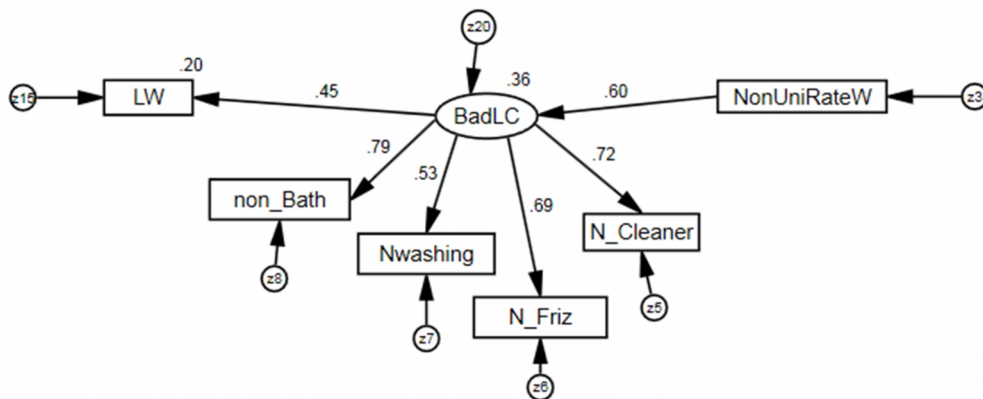 z20
.20
.36
z15
LW
.45
.60
NonUniRateW
z3
BadLC
.79
.72
.53
non_Bath
.69
N_Cleaner
Nwashing
z8
z5
N_Friz
z7
z6